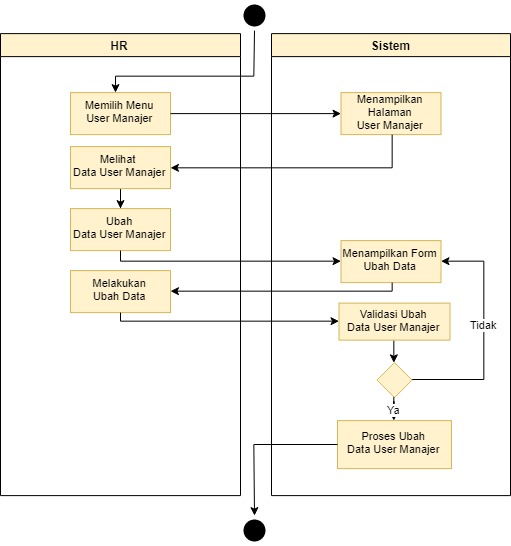 HR
Sistem
Memilih Menu
User Manajer
Menampilkan
Halaman
User Manajer
Melihat
Data User Manajer
Ubah
Data User Manajer
Menampilkan Form
Ubah Data
Melakukan
Ubah Data
Validasi Ubah
Data User Manajer
Tidak
Ya
Proses Ubah
Data User Manajer